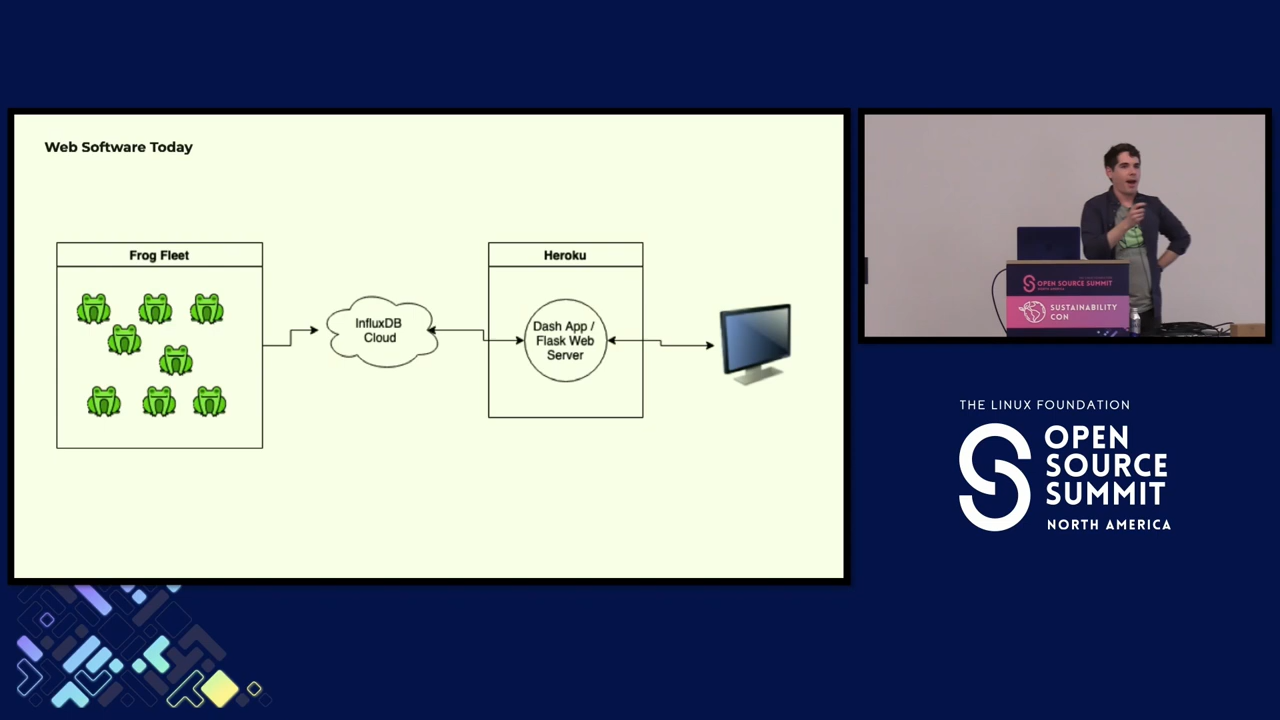 Web Software Today
Frog Fleet
InfluxDB
Cloud
Heroku
Dash App /
Flask Web
Server
OPEN SOURCE SUMMIT
SUSTAINABILITY
CON
THE LINUX FOUNDATION
OPEN
SOURCE
SUMMIT
NORTH AMERICA